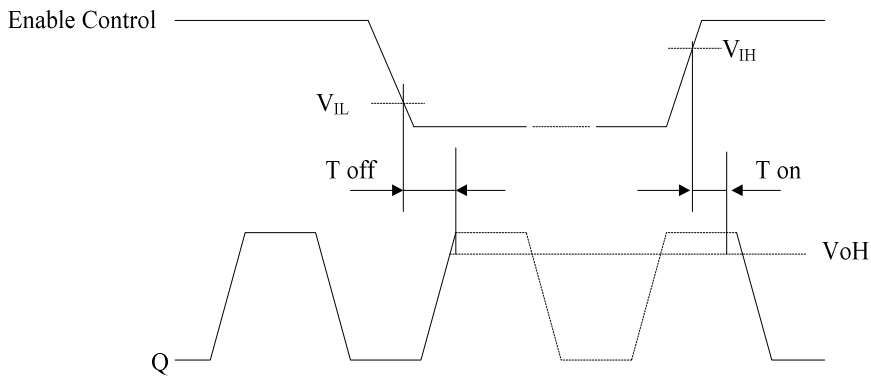 Enable Control
V_IH
V_IL
T off
T on
VoH
Q